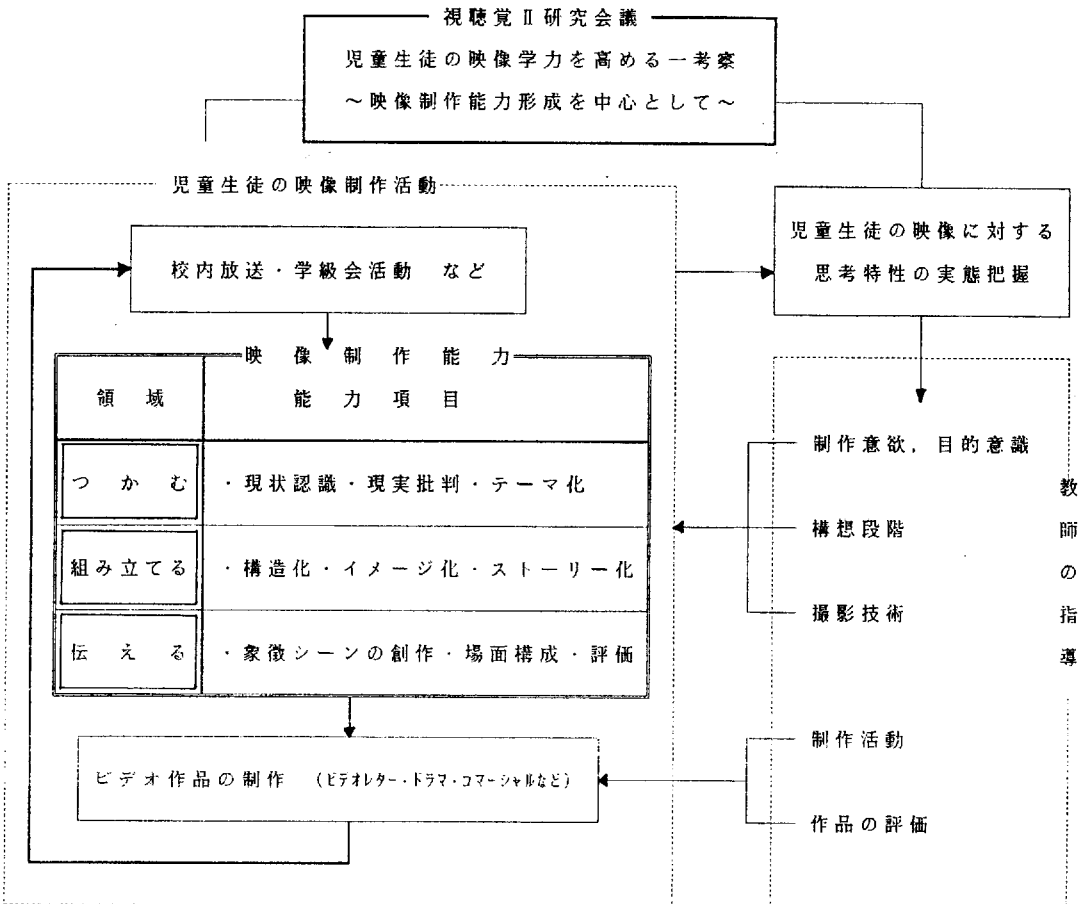 視聴覚Ⅱ研究会議
児童生徒の映像学力を高める一考察
～映像制作能力形成を中心として～
児童生徒の映像制作活動
校内放送・学級会活動 など
映像制作能力
領域 能力項目
つかむ ・現状認識・現実批判・テーマ化
組み立てる ・構造化・イメージ化・ストーリー化
伝える ・象徴シーンの創作・場面構成・評価
ビデオ作品の制作 （ビデオレター・ドラマ・コマーシャルなど）
児童生徒の映像に対する
思考特性の実態把握
制作意欲，目的意識
構想段階
撮影技術
制作活動
作品の評価
教師の指導